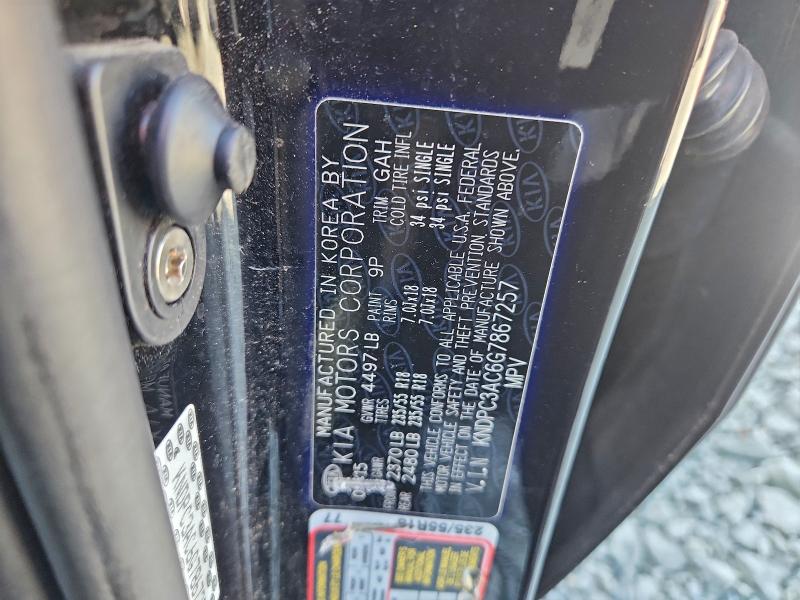 MANUFACTURED IN KOREA BY
KIA MOTORS CORPORATION
GVWR 4497 LB PAINT 9P TRIM GAH
GAWR TIRES RIMS COLD TIRE INFL
FRONT 2370 LB 235/55 R18 7.0Jx18 34 psi SINGLE
REAR 2480 LB 235/55 R18 7.0Jx18 34 psi SINGLE
THIS VEHICLE CONFORMS TO ALL APPLICABLE U.S.A. FEDERAL
MOTOR VEHICLE SAFETY AND THEFT PREVENTION STANDARDS
IN EFFECT ON THE DATE OF MANUFACTURE SHOWN ABOVE.
V.I.N KNDPC3AC6G7867257
MPV
235/55R18